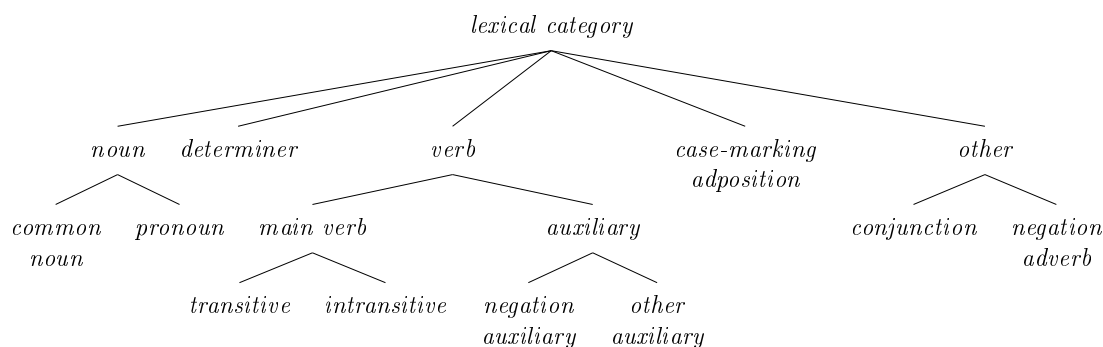 lexical category
noun determiner verb case-marking other
adposition
common pronoun main verb auxiliary conjunction negation
noun adverb
transitive intransitive negation other
auxiliary auxiliary